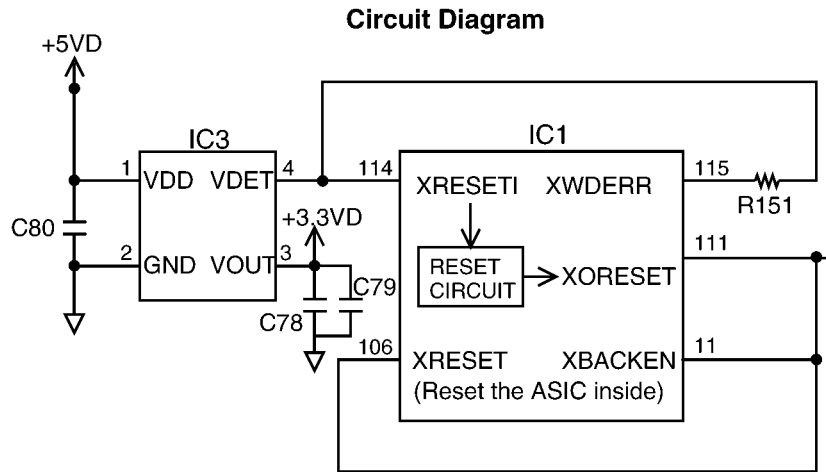 Circuit Diagram
+5VD
IC3
IC1
1
VDD
VDET
4
114
XRESETI
XWDERR
115
R151
C80
+3.3VD
2
GND
VOUT
3
RESET
CIRCUIT
XORESET
111
C79
C78
106
XRESET
XBACKEN
11
(Reset the ASIC inside)